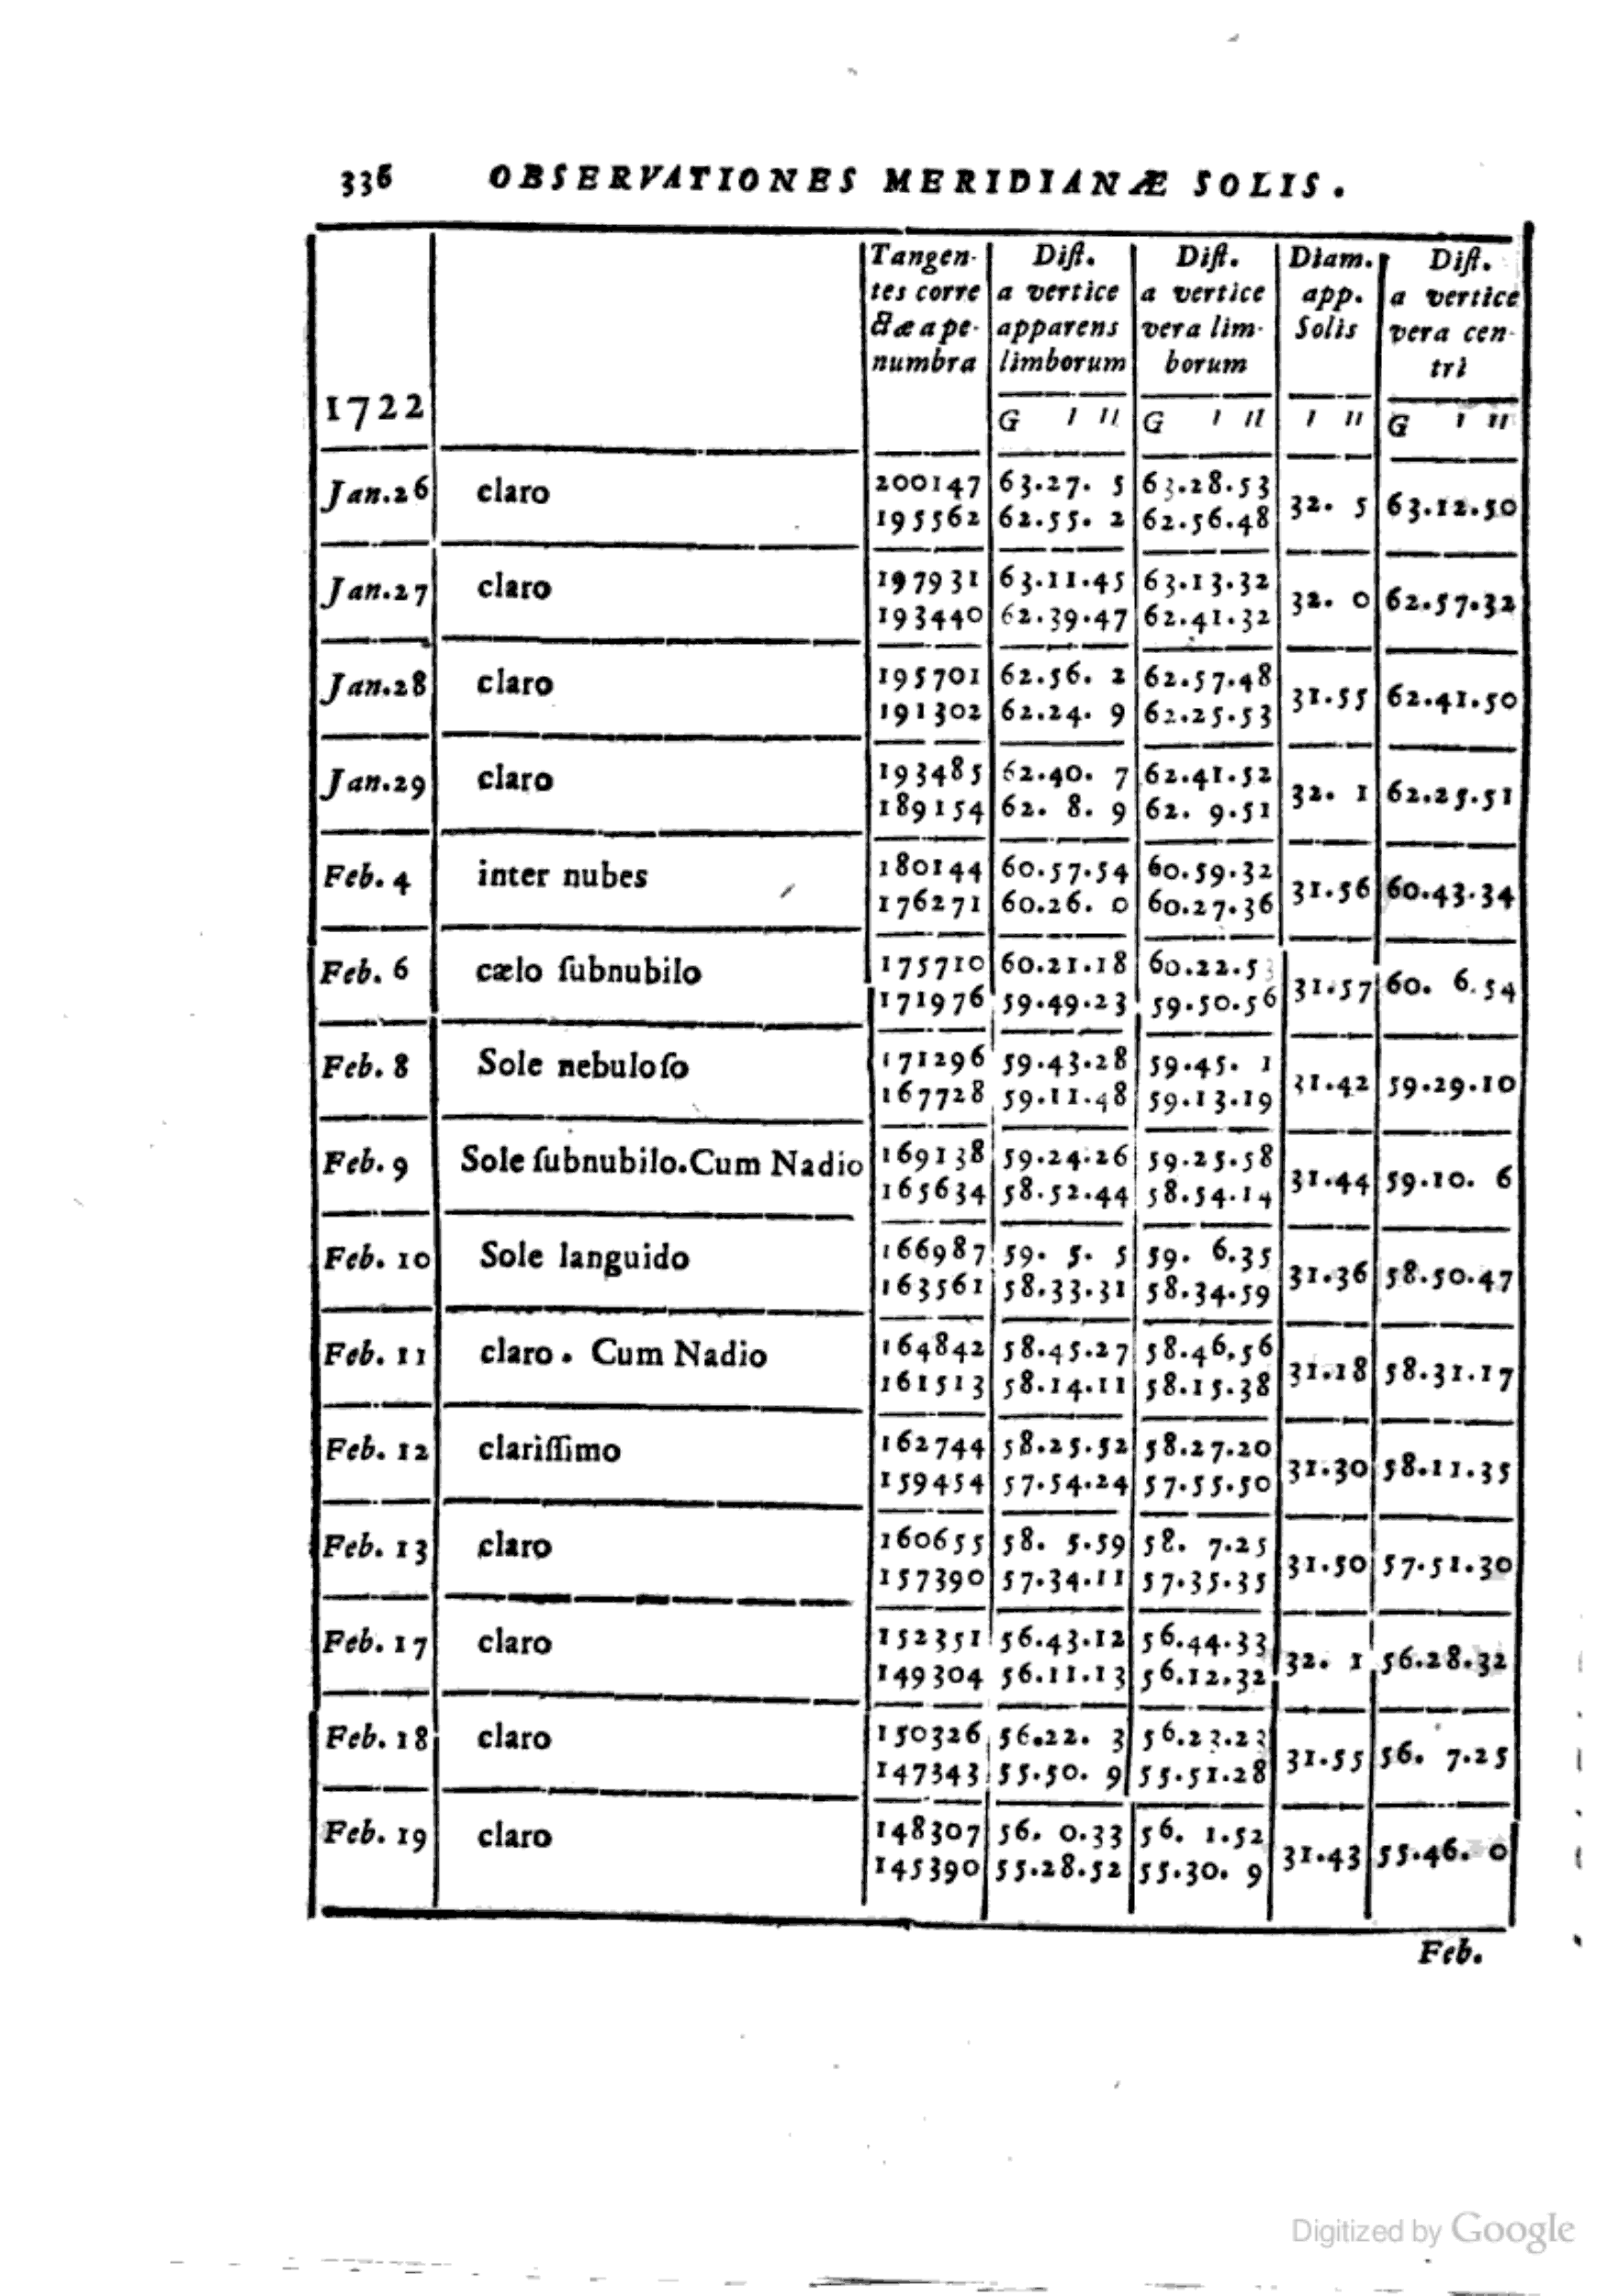 336 OBSERVATIONES MERIDIANÆ SOLIS.
1722
Tangen- Diſt. Diſt. Diam. Diſt.
tes corre a vertice a vertice app. a vertice
ctæ a pe- apparens vera lim- Solis vera cen-
numbra limborum borum tri
G I II G I II I II G I II
Jan.26 claro 200147 63.27. 5 63.28.53 32. 5 63.12.50
195562 62.55. 2 62.56.48
Jan.27 claro 197931 63.11.45 63.13.32 32. 0 62.57.32
193440 62.39.47 62.41.32
Jan.28 claro 195701 62.56. 2 62.57.48 31.55 62.41.50
191302 62.24. 9 62.25.53
Jan.29 claro 193485 62.40. 7 62.41.52 32. 1 62.25.51
189154 62. 8. 9 62. 9.51
Feb. 4 inter nubes 180144 60.57.54 60.59.32 31.56 60.43.34
176271 60.26. 0 60.27.36
Feb. 6 cælo ſubnubilo 175710 60.21.18 60.22.53 31.57 60. 6.54
171976 59.49.23 59.50.56
Feb. 8 Sole nebuloſo 171296 59.43.28 59.45. 1 31.42 59.29.10
167728 59.11.48 59.13.19
Feb. 9 Sole ſubnubilo.Cum Nadio 169138 59.24.26 59.25.58 31.44 59.10. 6
165634 58.52.44 58.54.14
Feb. 10 Sole languido 166987 59. 5. 5 59. 6.35 31.36 58.50.47
163561 58.33.31 58.34.59
Feb. 11 claro. Cum Nadio 164842 58.45.27 58.46.56 31.18 58.31.17
161513 58.14.11 58.15.38
Feb. 12 clariſſimo 162744 58.25.52 58.27.20 31.30 58.11.35
159454 57.54.24 57.55.50
Feb. 13 claro 160655 58. 5.59 58. 7.25 31.50 57.51.30
157390 57.34.11 57.35.35
Feb. 17 claro 152351 56.43.12 56.44.33 32. 1 56.28.32
149304 56.11.13 56.12.32
Feb. 18 claro 150326 56.22. 3 56.23.23 31.55 56. 7.25
147343 55.50. 9 55.51.28
Feb. 19 claro 148307 56. 0.33 56. 1.52 31.43 55.46. 0
145390 55.28.52 55.30. 9
Feb.
Digitized by Google